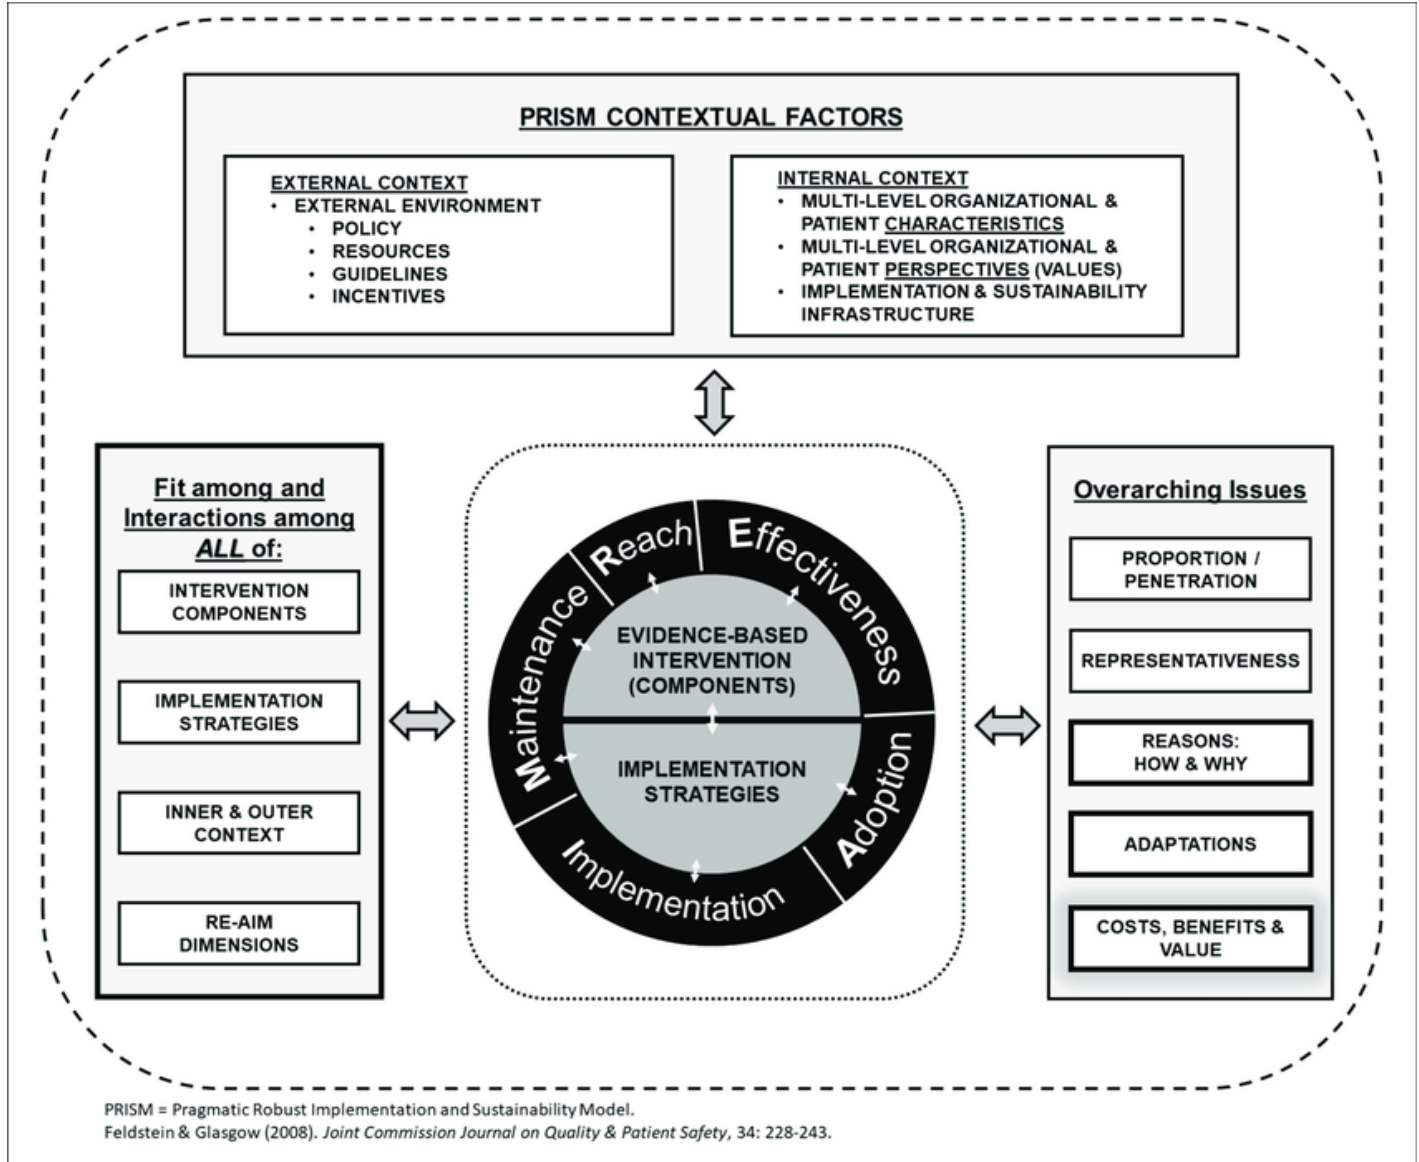 PRISM CONTEXTUAL FACTORS
EXTERNAL CONTEXT
• EXTERNAL ENVIRONMENT
• POLICY
• RESOURCES
• GUIDELINES
• INCENTIVES
INTERNAL CONTEXT
• MULTI-LEVEL ORGANIZATIONAL &
PATIENT CHARACTERISTICS
• MULTI-LEVEL ORGANIZATIONAL &
PATIENT PERSPECTIVES (VALUES)
• IMPLEMENTATION & SUSTAINABILITY
INFRASTRUCTURE
Fit among and
Interactions among
ALL of:
INTERVENTION
COMPONENTS
IMPLEMENTATION
STRATEGIES
INNER & OUTER
CONTEXT
RE-AIM
DIMENSIONS
Reach
Effectiveness
Adoption
Implementation
Maintenance
EVIDENCE-BASED
INTERVENTION
(COMPONENTS)
IMPLEMENTATION
STRATEGIES
Overarching Issues
PROPORTION /
PENETRATION
REPRESENTATIVENESS
REASONS:
HOW & WHY
ADAPTATIONS
COSTS, BENEFITS &
VALUE
PRISM = Pragmatic Robust Implementation and Sustainability Model.
Feldstein & Glasgow (2008). Joint Commission Journal on Quality & Patient Safety, 34: 228-243.